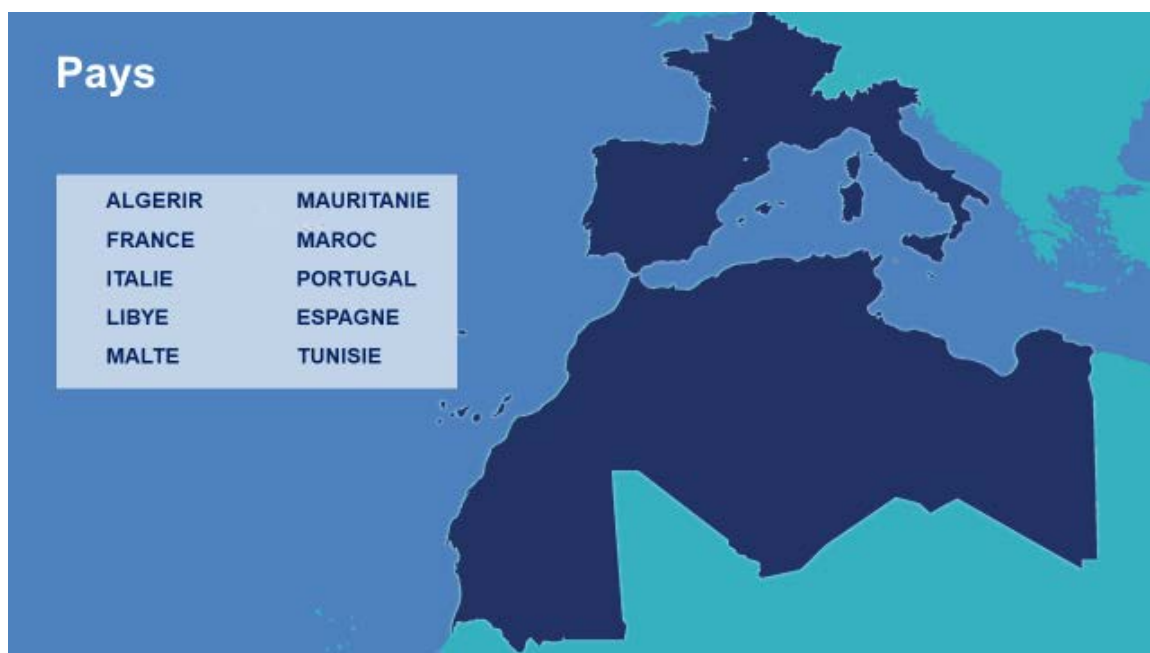 Pays
ALGERIR MAURITANIE
FRANCE MAROC
ITALIE PORTUGAL
LIBYE ESPAGNE
MALTE TUNISIE